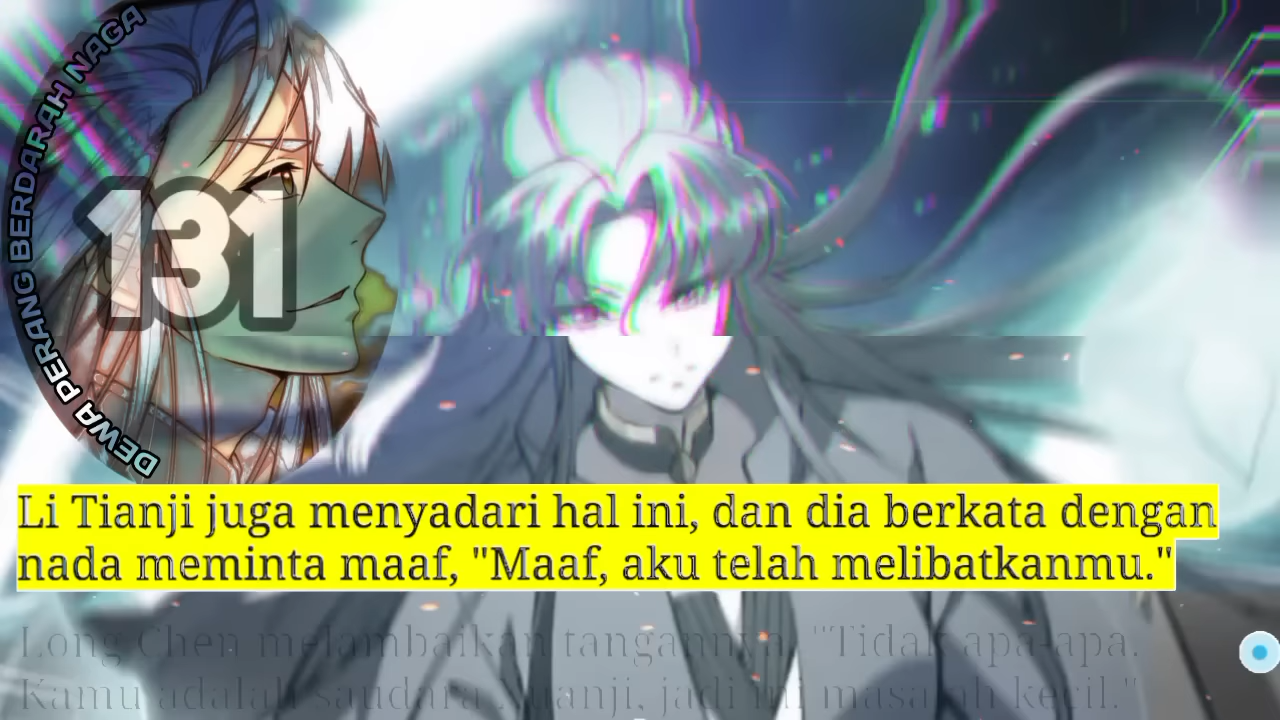 DEWA PERANG BERDARAH NAGA
131
Li Tianji juga menyadari hal ini, dan dia berkata dengan
nada meminta maaf, "Maaf, aku telah melibatkanmu."
Long Chen melambaikan tangannya. "Tidak apa-apa.
Kamu adalah saudara jadi ini masalah kecil."